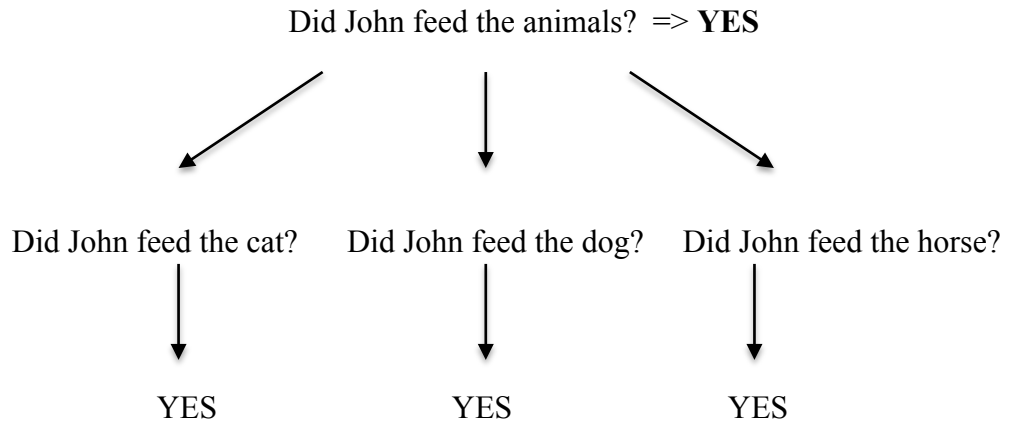 Did John feed the animals? => YES
Did John feed the cat? Did John feed the dog? Did John feed the horse?
YES YES YES